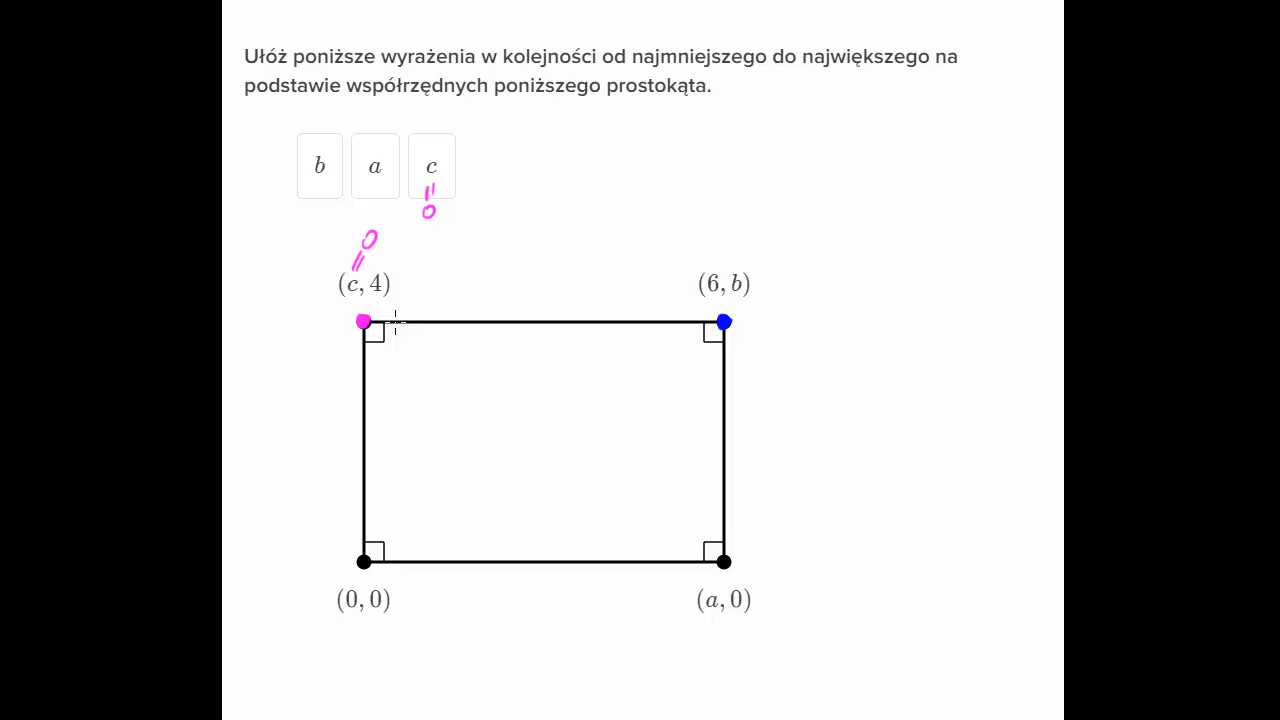 Ułóż poniższe wyrażenia w kolejności od najmniejszego do największego na
podstawie współrzędnych poniższego prostokąta.
b a c
= 0
= 0
(c, 4) (6, b)
(0, 0) (a, 0)